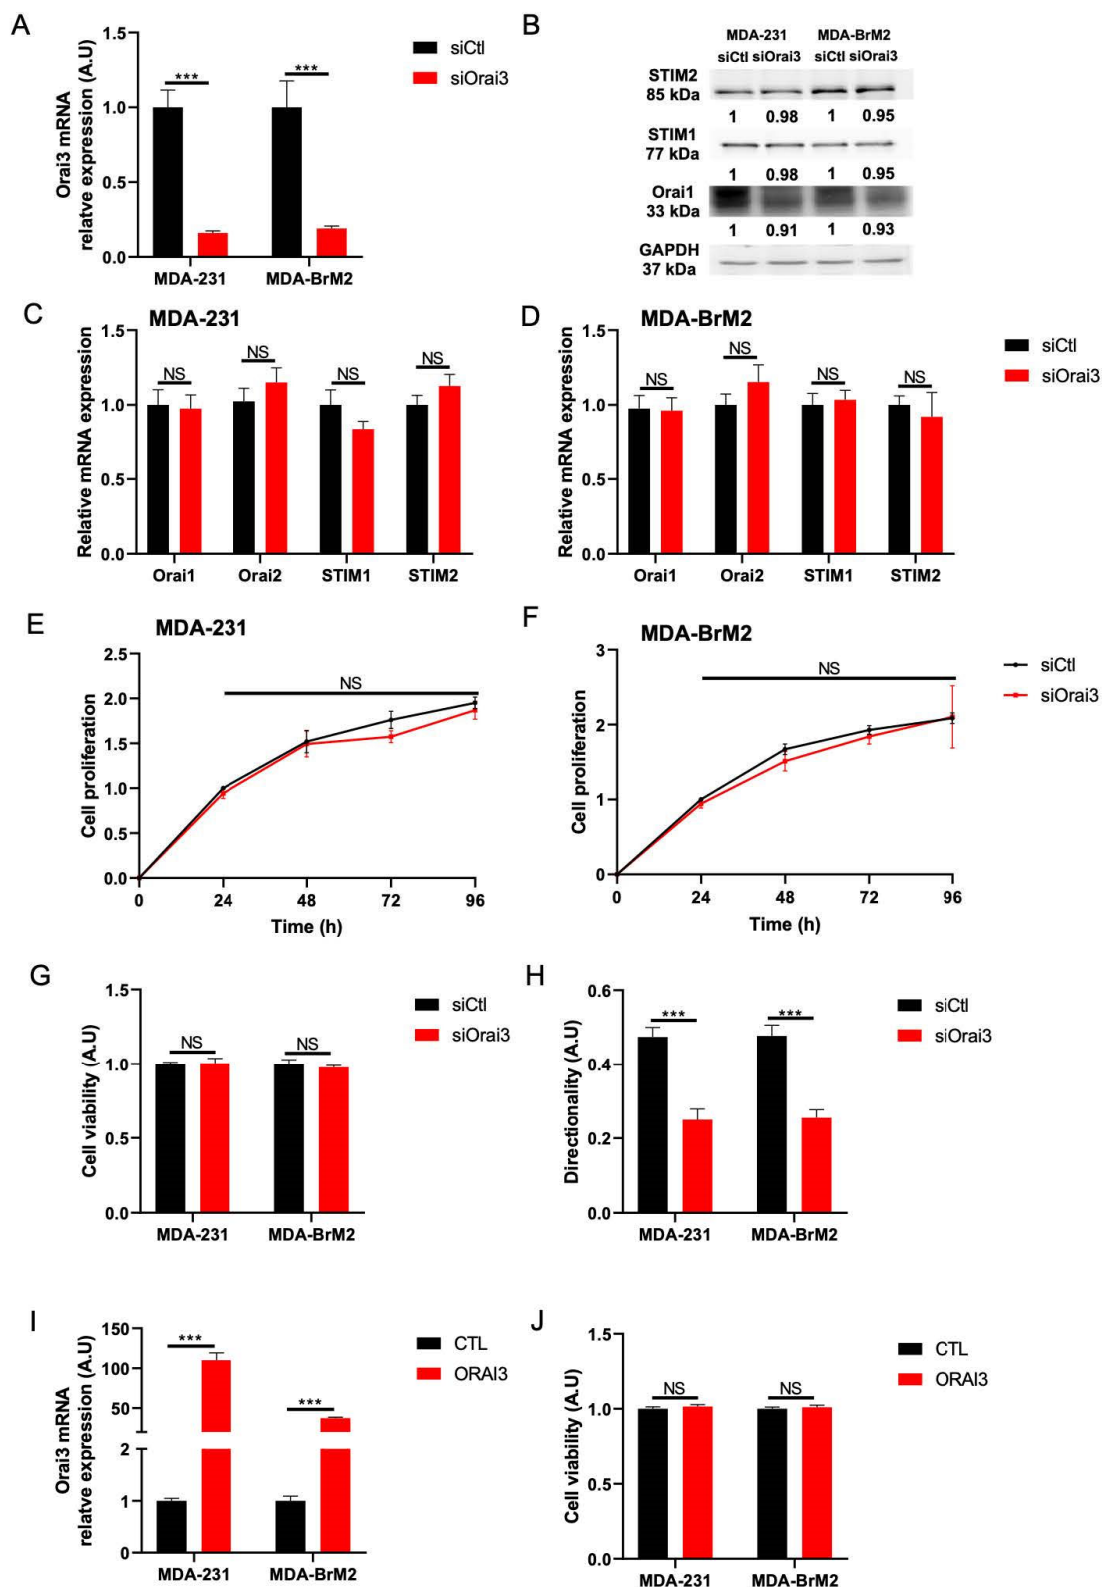 A
Orai3 mRNA
relatve expression (A.U)
1.5
1.0
0.5
0.0
***
***
MDA-231
MDA-BrM2
siCtl
siOrai3
B
MDA-231 MDA-BrM2
siCtl siOrai3 siCtl siOrai3
STIM2
85 kDa
1 0.98 1 0.95
STIM1
77 kDa
1 0.98 1 0.95
Orai1
33 kDa
1 0.91 1 0.93
GAPDH
37 kDa
C
MDA-231
Relative mRNA expression
1.5
1.0
0.5
0.0
NS
NS
NS
NS
Orai1
Orai2
STIM1
STIM2
D
MDA-BrM2
Relative mRNA expression
1.5
1.0
0.5
0.0
NS
NS
NS
NS
Orai1
Orai2
STIM1
STIM2
siCtl
siOrai3
E
MDA-231
Cell proliferation
2.5
2.0
1.5
1.0
0.5
0.0
NS
0 24 48 72 96
Time (h)
F
MDA-BrM2
Cell proliferation
3
2
1
0
NS
0 24 48 72 96
Time (h)
siCtl
siOrai3
G
Cell viability (A.U)
1.5
1.0
0.5
0.0
NS
NS
MDA-231
MDA-BrM2
siCtl
siOrai3
H
Directionality (A.U)
0.6
0.4
0.2
0.0
***
***
MDA-231
MDA-BrM2
siCtl
siOrai3
I
Orai3 mRNA
relatve expression (A.U)
150
100
50
2
1
0
***
***
MDA-231
MDA-BrM2
CTL
ORAI3
J
Cell viability (A.U)
1.5
1.0
0.5
0.0
NS
NS
MDA-231
MDA-BrM2
CTL
ORAI3